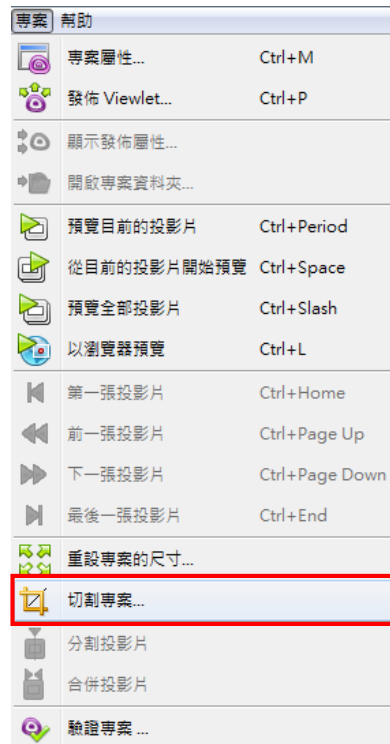 專案 幫助
專案屬性... Ctrl+M
發佈 Viewlet... Ctrl+P
顯示發佈屬性...
開啟專案資料夾...
預覽目前的投影片 Ctrl+Period
從目前的投影片開始預覽 Ctrl+Space
預覽全部投影片 Ctrl+Slash
以瀏覽器預覽 Ctrl+L
第一張投影片 Ctrl+Home
前一張投影片 Ctrl+Page Up
下一張投影片 Ctrl+Page Down
最後一張投影片 Ctrl+End
重設專案的尺寸...
切割專案...
分割投影片
合併投影片
驗證專案 ...